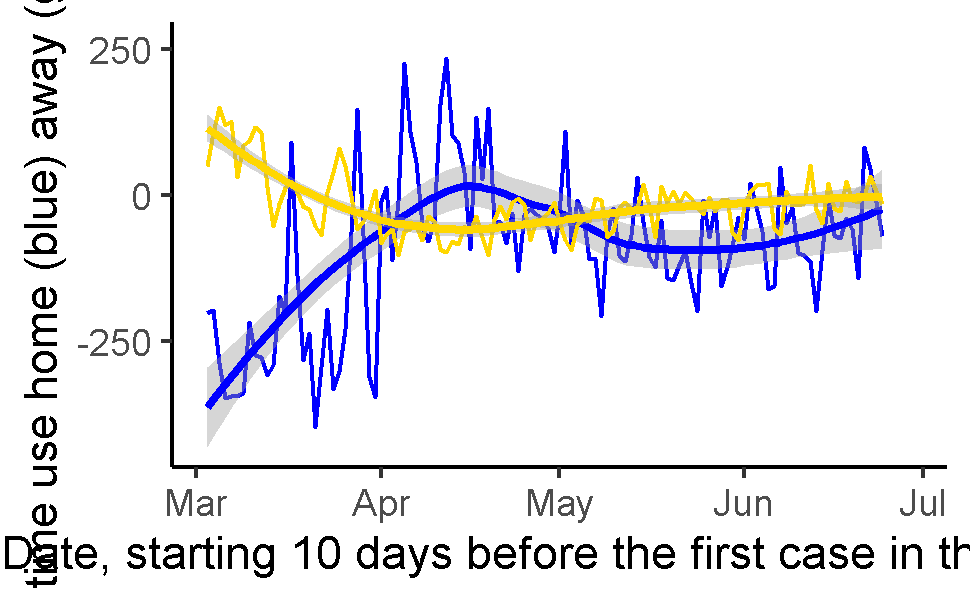 time use home (blue) away (
250
0
-250
Mar Apr May Jun Jul
Date, starting 10 days before the first case in th